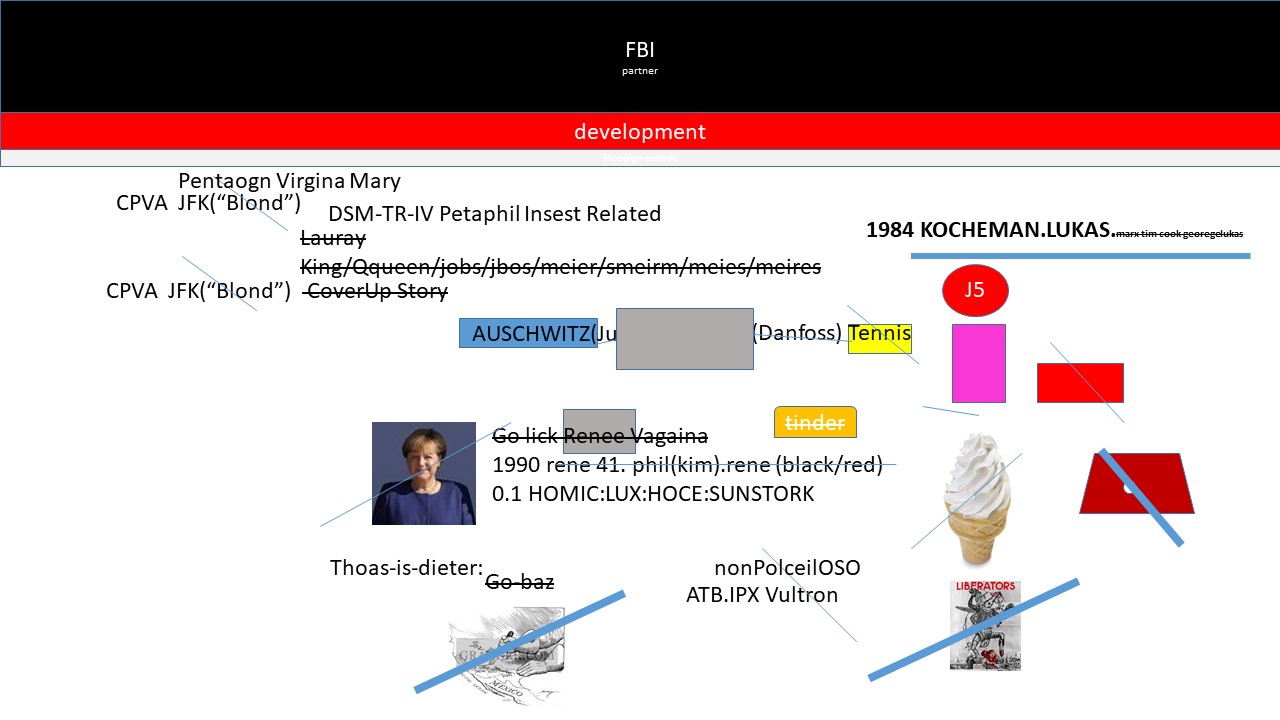 FBI
partner
development
Pentaogn Virgina Mary
CPVA JFK(“Blond”)
DSM-TR-IV Petaphil Insest Related
Lauray
1984 KOCHEMAN.LUKAS.marx tim cook georegelukas
King/Qqueen/jobs/jbos/meier/smeirm/meies/meires
CPVA JFK(“Blond”) CoverUp Story
J5
AUSCHWITZ(Ju (Danfoss) Tennis
tinder
Go lick Renee Vagaina
1990 rene 41. phil(kim).rene (black/red)
0.1 HOMIC:LUX:HOCE:SUNSTORK
Thoas-is-dieter:
Go-baz
nonPolceilOSO
ATB.IPX Vultron
LIBERATORS
MEXICO